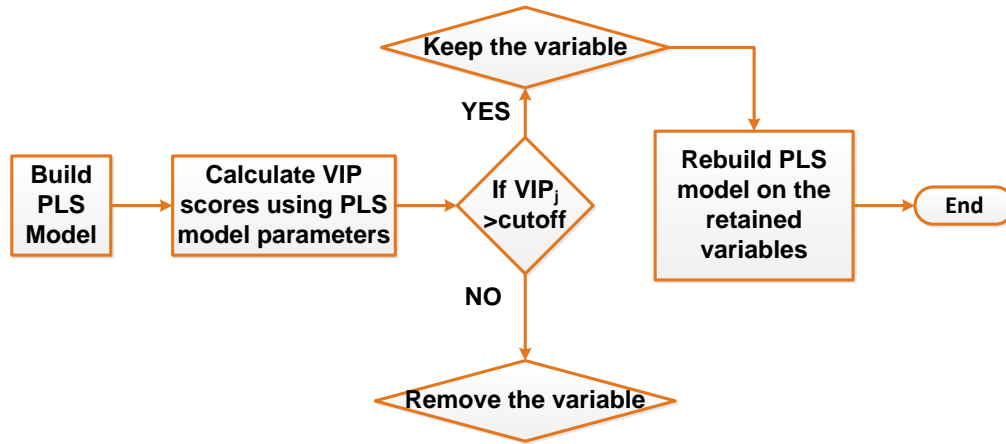 Keep the variable
YES
Build
PLS
Model
Calculate VIP
scores using PLS
model parameters
If VIPⱼ
>cutoff
Rebuild PLS
model on the
retained
variables
End
NO
Remove the variable